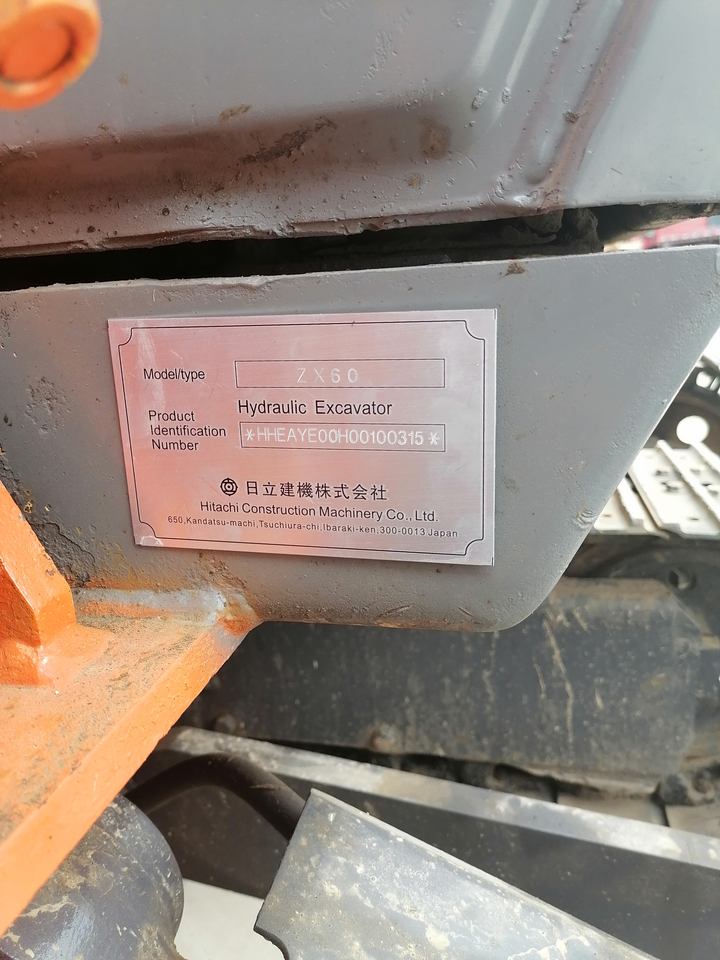 Model/type ZX60
Hydraulic Excavator
Product
Identification
Number
*HHEAYE00H00100315*
日立建機株式会社
Hitachi Construction Machinery Co., Ltd.
650,Kandatsu-machi,Tsuchiura-chi,Ibaraki-ken,300-0013 Japan